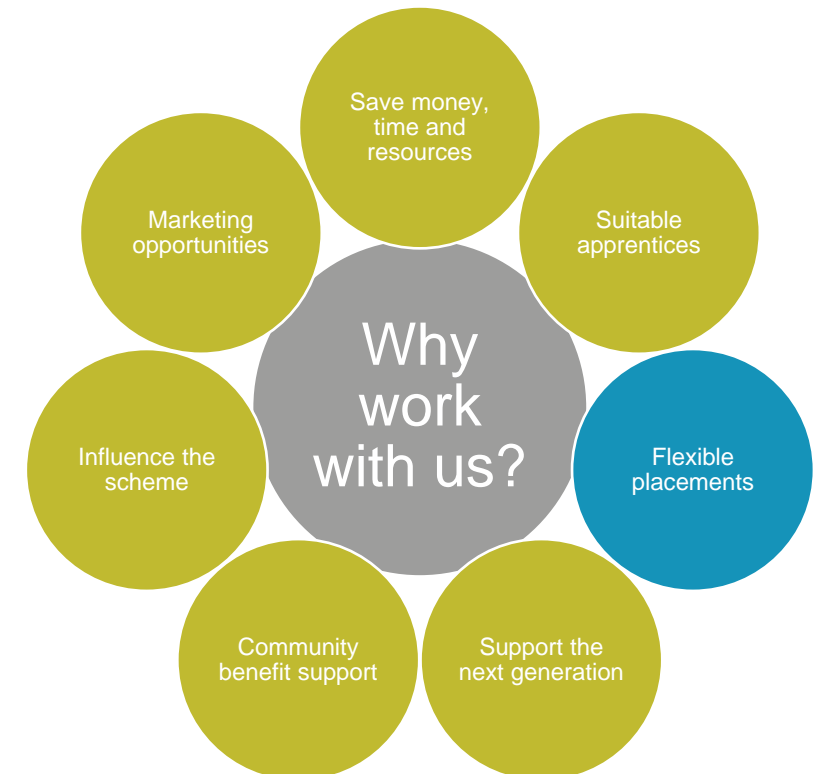 Save money,
time and
resources
Suitable
apprentices
Flexible
placements
Support the
next generation
Community
benefit support
Influence the
scheme
Marketing
opportunities
Why
work
with us?